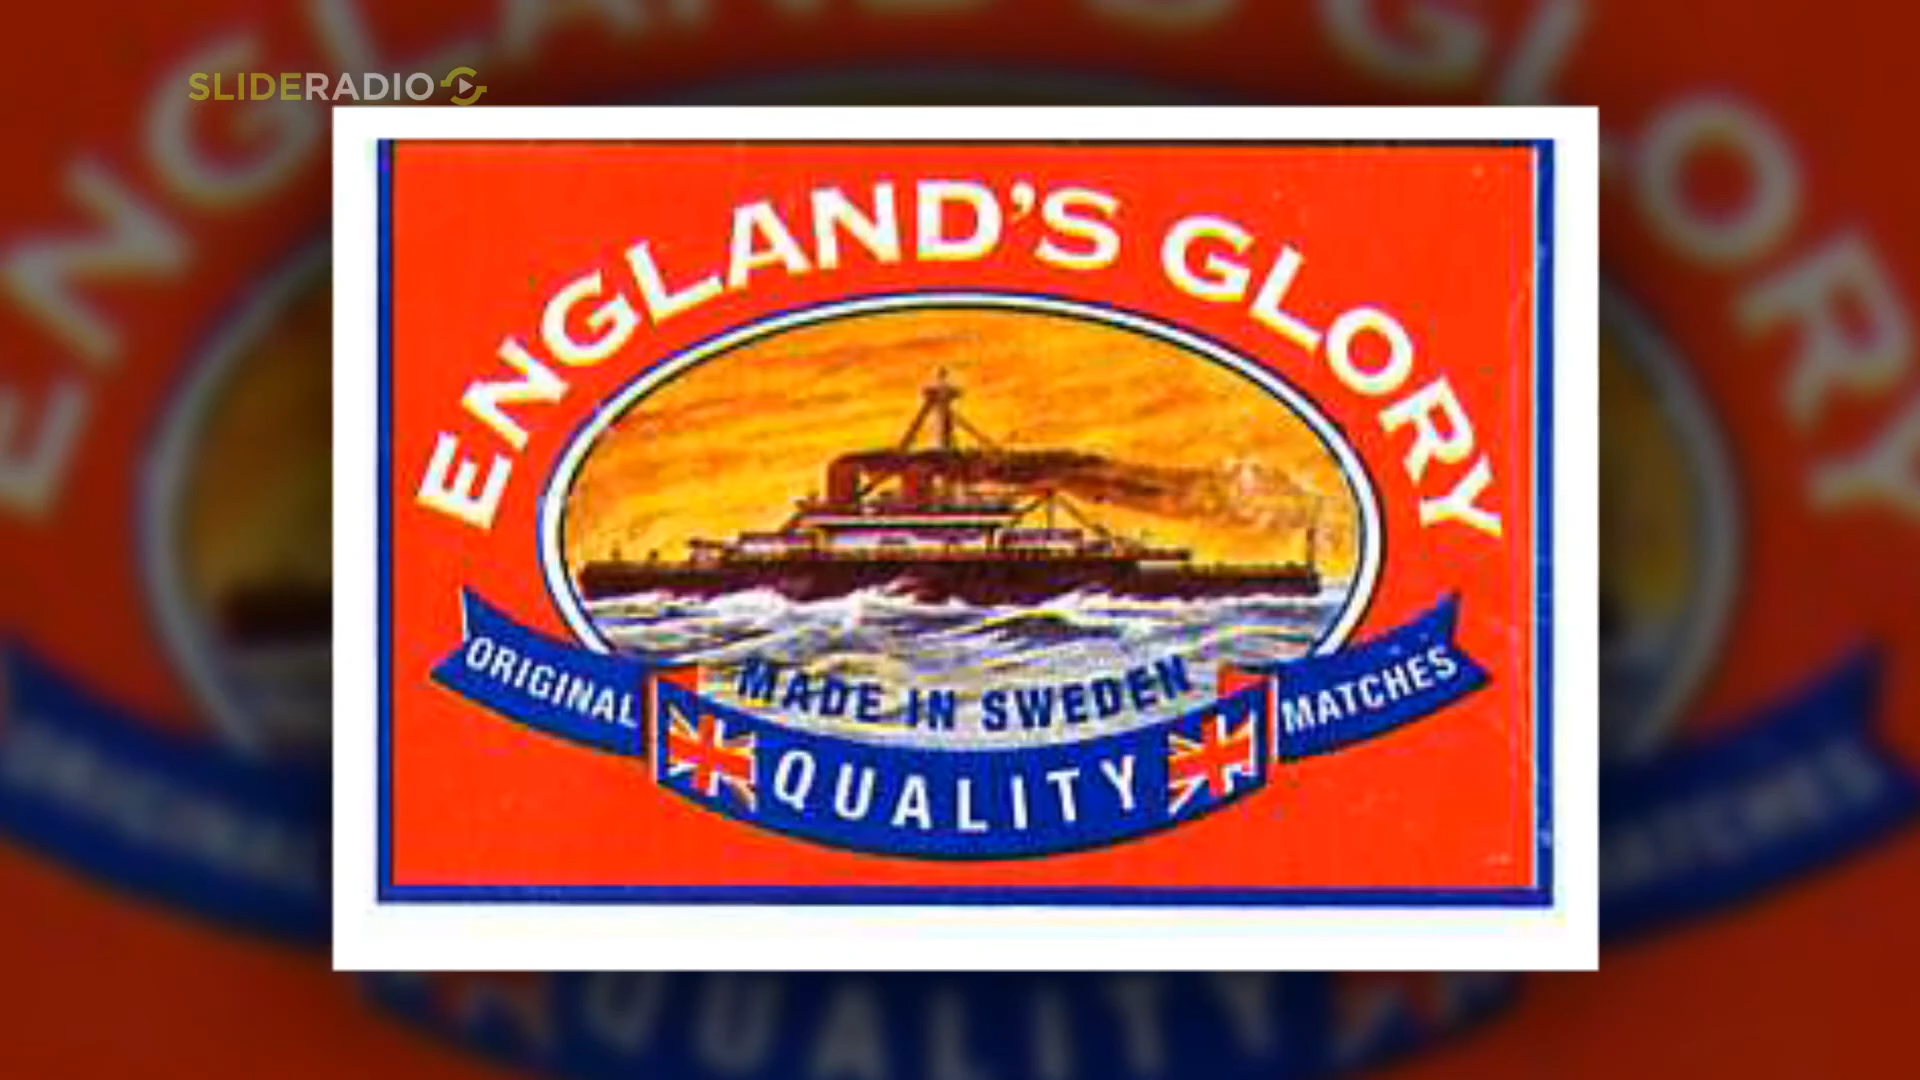 SLIDERADIO
ENGLAND'S GLORY
MADE IN SWEDEN
ORIGINAL
QUALITY
MATCHES